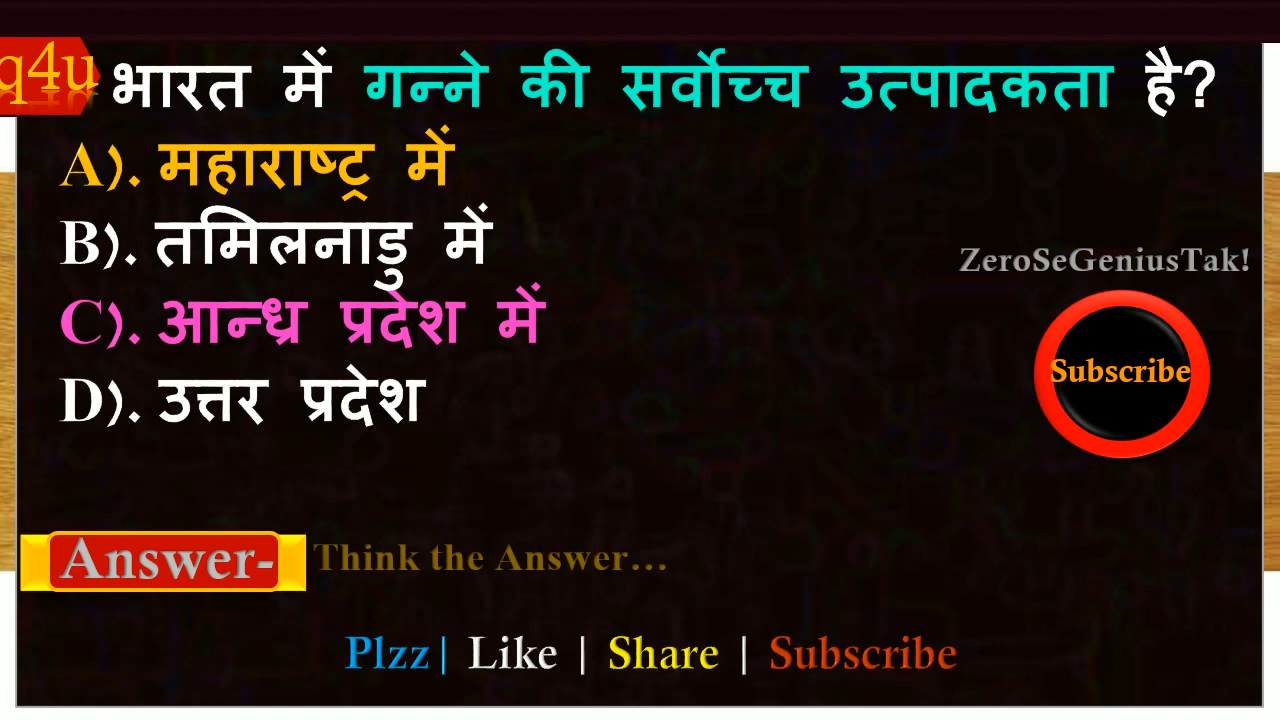 q4u
भारत में गन्ने की सर्वोच्च उत्पादकता है?
A). महाराष्ट्र में
B). तमिलनाडु में
ZeroSeGeniusTak!
C). आन्ध्र प्रदेश में
Subscribe
D). उत्तर प्रदेश
Answer- Think the Answer...
Plzz| Like | Share | Subscribe